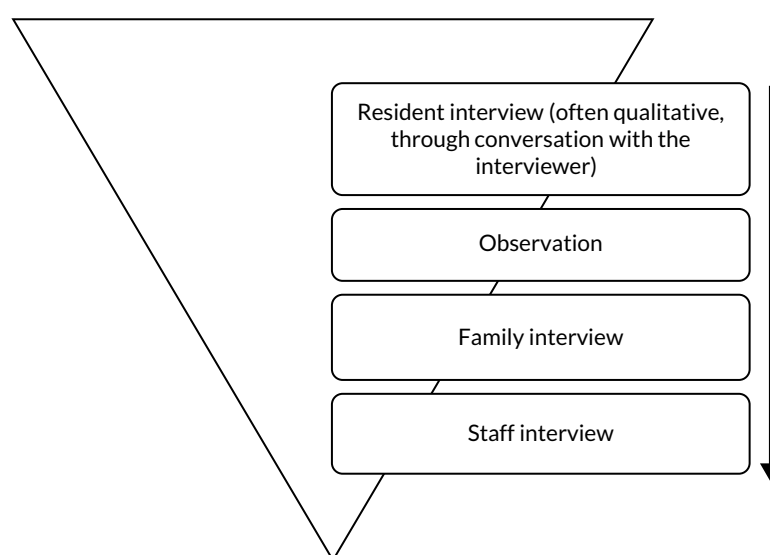 Resident interview (often qualitative,
through conversation with the
interviewer)
Observation
Family interview
Staff interview